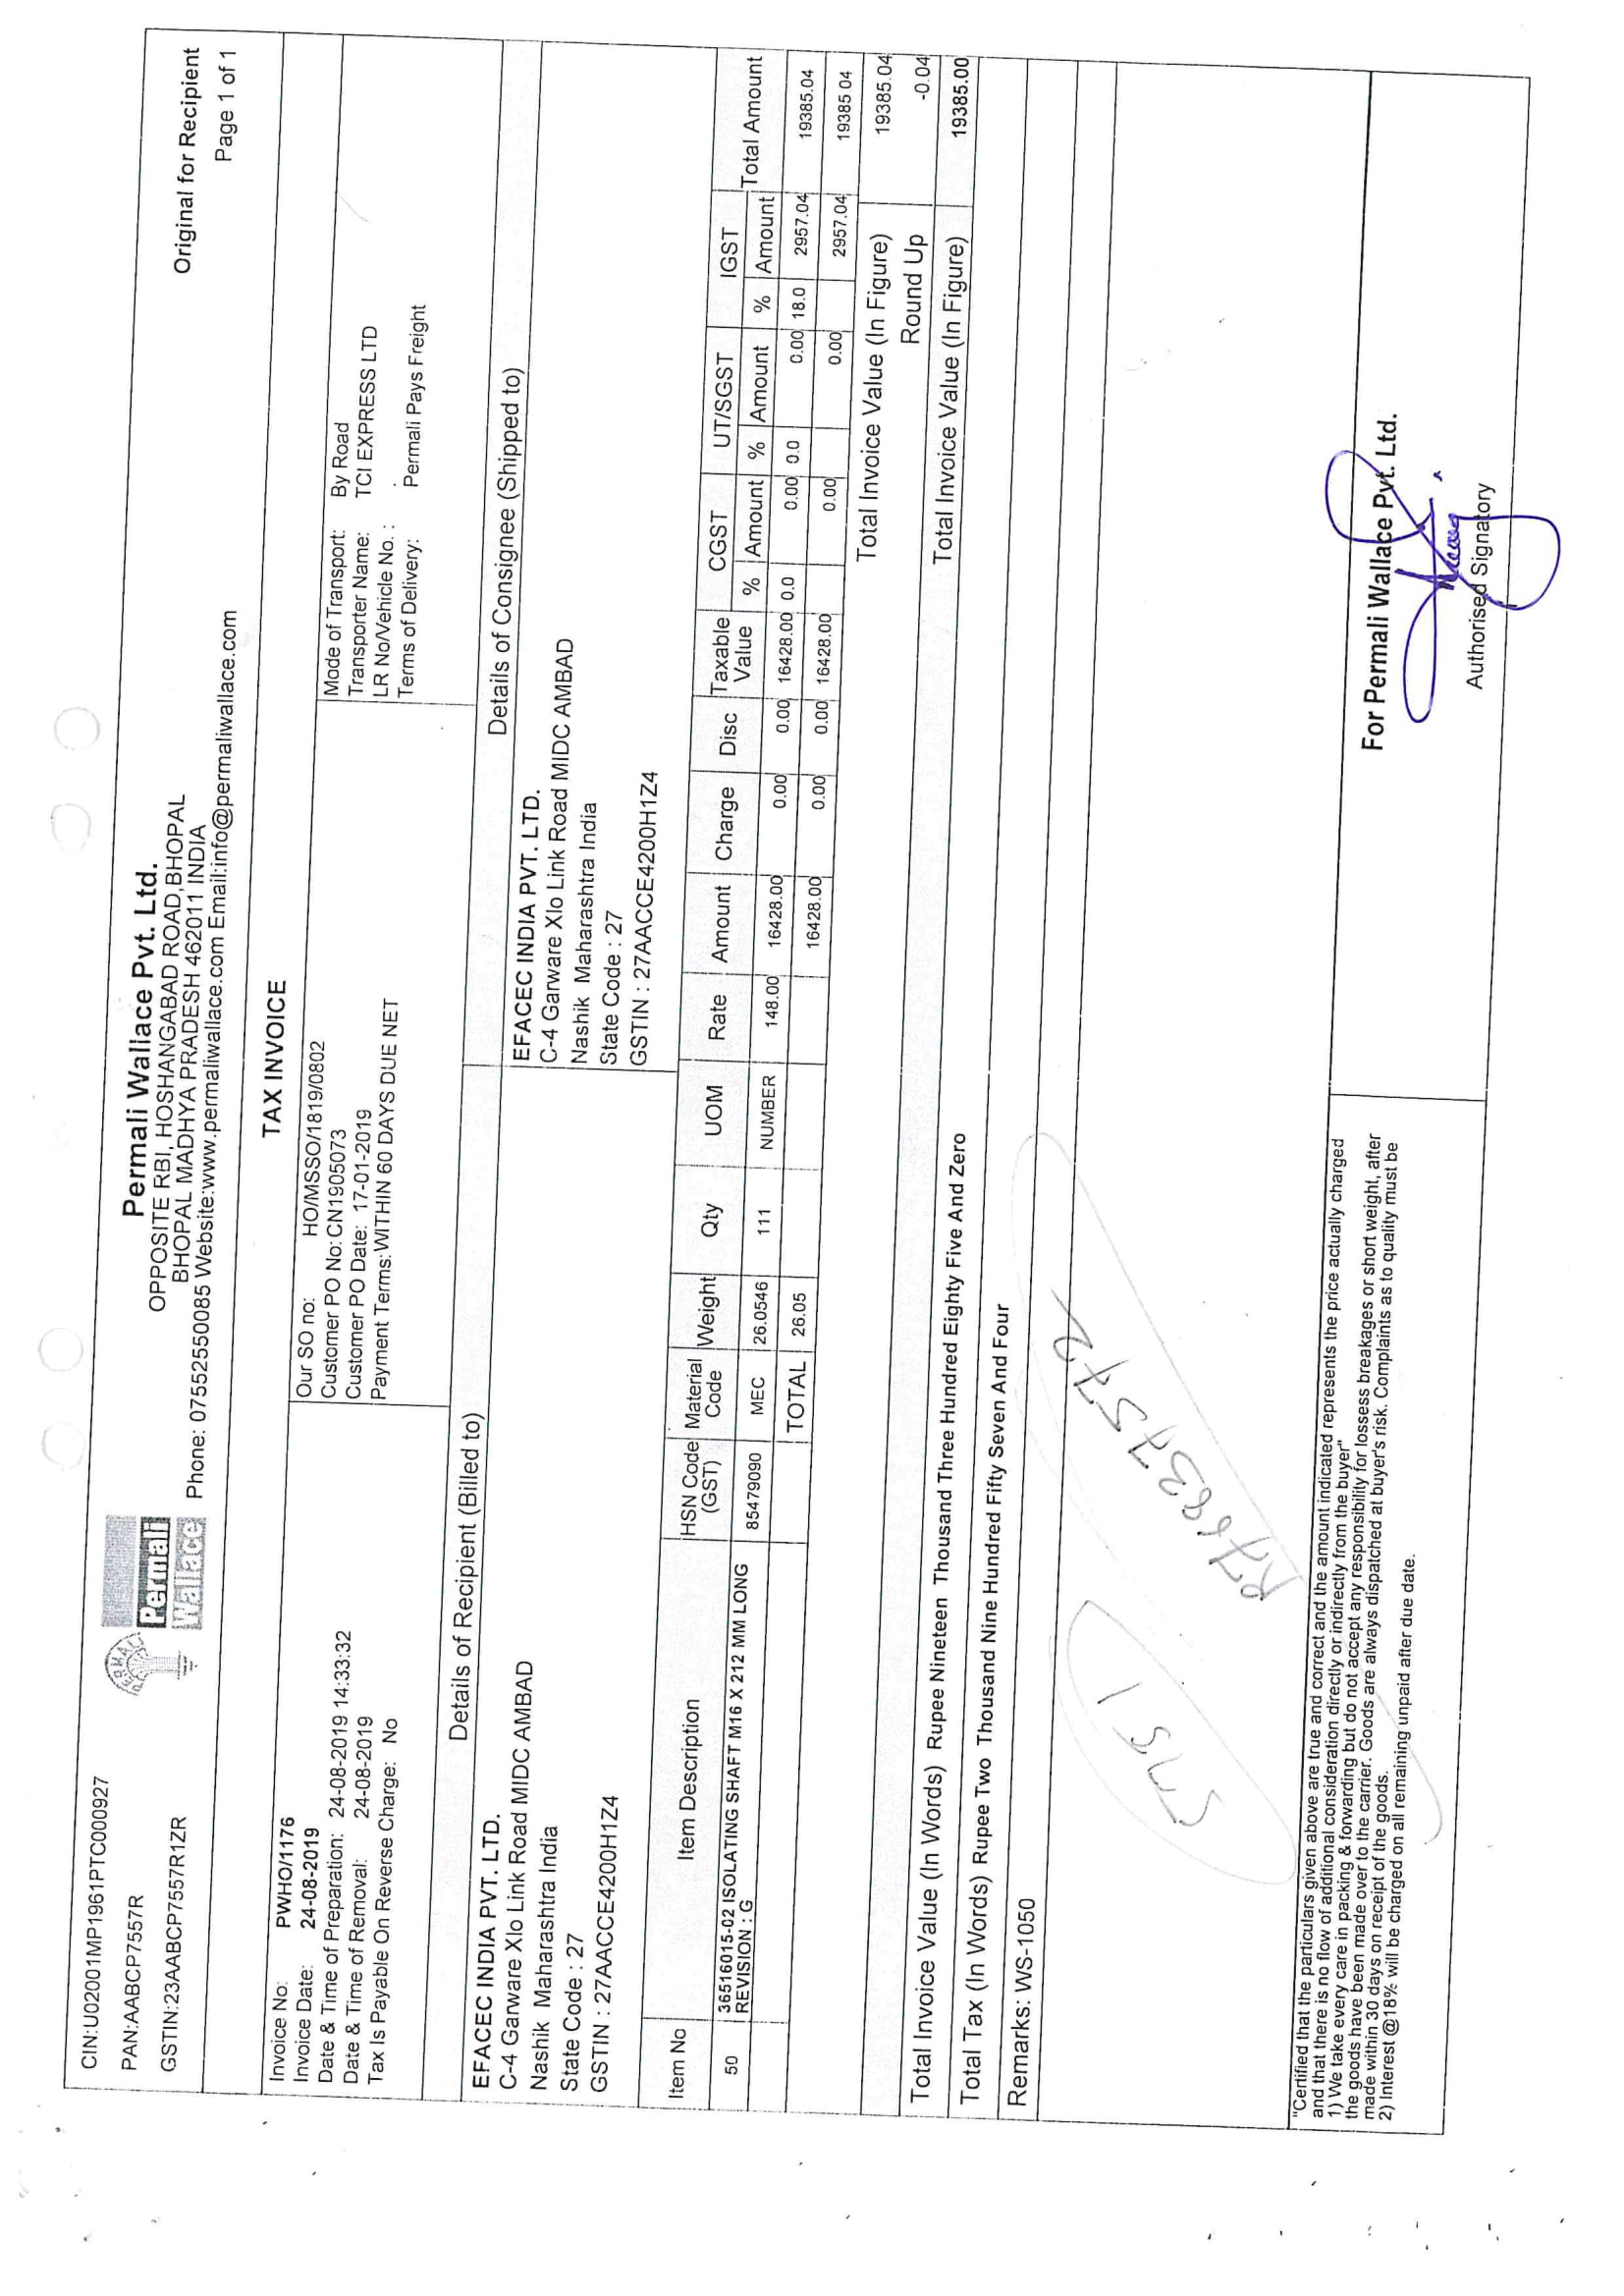 CIN:U02001MP1961PTC000927
PAN:AABCP7557R
GSTIN:23AABCP7557R1ZR
PERMALI
Permali
Wallace
Permali Wallace Pvt. Ltd.
OPPOSITE RBI, HOSHANGABAD ROAD,BHOPAL
BHOPAL MADHYA PRADESH 462011 INDIA
Phone: 07552550085 Website:www.permaliwallace.com Email:info@permaliwallace.com
Original for Recipient
Page 1 of 1
TAX INVOICE
Invoice No: PWHO/1176
Invoice Date: 24-08-2019
Date & Time of Preparation: 24-08-2019 14:33:32
Date & Time of Removal: 24-08-2019
Tax Is Payable On Reverse Charge: No
Our SO no: HO/MSSO/1819/0802
Customer PO No: CN1905073
Customer PO Date: 17-01-2019
Payment Terms: WITHIN 60 DAYS DUE NET
Mode of Transport: By Road
Transporter Name: TCI EXPRESS LTD
LR No/Vehicle No. : .
Terms of Delivery: Permali Pays Freight
Details of Recipient (Billed to)
EFACEC INDIA PVT. LTD.
C-4 Garware Xlo Link Road MIDC AMBAD
Nashik Maharashtra India
State Code : 27
GSTIN : 27AACCE4200H1Z4
Details of Consignee (Shipped to)
EFACEC INDIA PVT. LTD.
C-4 Garware Xlo Link Road MIDC AMBAD
Nashik Maharashtra India
State Code : 27
GSTIN : 27AACCE4200H1Z4
Item No Item Description HSN Code (GST) Material Code Weight Qty UOM Rate Amount Charge Disc Taxable Value CGST UT/SGST IGST Total Amount
% Amount % Amount % Amount
50 36516015-02 ISOLATING SHAFT M16 X 212 MM LONG 85479090 MEC 26.0546 111 NUMBER 148.00 16428.00 0.00 0.00 16428.00 0.0 0.00 0.0 0.00 18.0 2957.04 19385.04
REVISION : G
TOTAL 26.05 16428.00 0.00 0.00 16428.00 0.00 0.00 2957.04 19385 04
Total Invoice Value (In Figure) 19385.04
Round Up -0.04
Total Invoice Value (In Words) Rupee Nineteen Thousand Three Hundred Eighty Five And Zero
Total Invoice Value (In Figure) 19385.00
Total Tax (In Words) Rupee Two Thousand Nine Hundred Fifty Seven And Four
Remarks: WS-1050
5751
R76837572
"Certified that the particulars given above are true and correct and the amount indicated represents the price actually charged
and that there is no flow of additional consideration directly or indirectly from the buyer"
1) We take every care in packing & forwarding but do not accept any responsibility for lossess breakages or short weight, after
the goods have been made over to the carrier. Goods are always dispatched at buyer's risk. Complaints as to quality must be
made within 30 days on receipt of the goods.
2) Interest @18% will be charged on all remaining unpaid after due date.
For Permali Wallace Pvt. Ltd.
Authorised Signatory